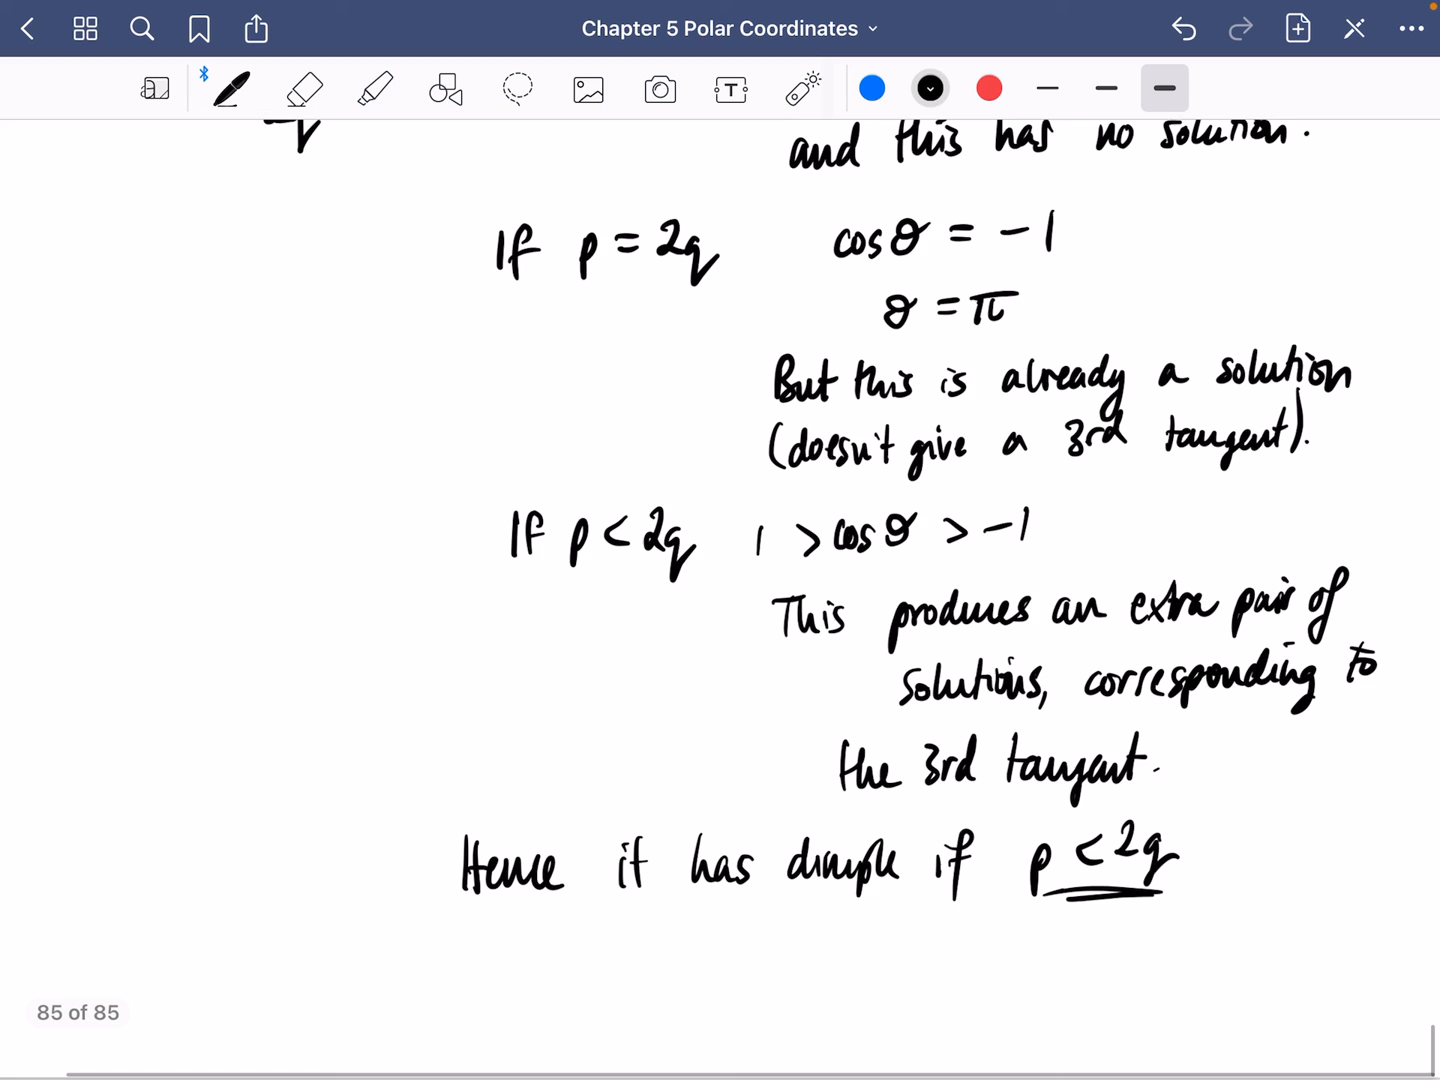 Chapter 5 Polar Coordinates
and this has no solution.
If p = 2q cosθ = -1
θ = π
But this is already a solution
(doesn't give a 3rd tangent).
If p < 2q 1 > cosθ > -1
This produces an extra pair of
solutions, corresponding to
the 3rd tangent.
Hence it has dimple if p < 2q
85 of 85